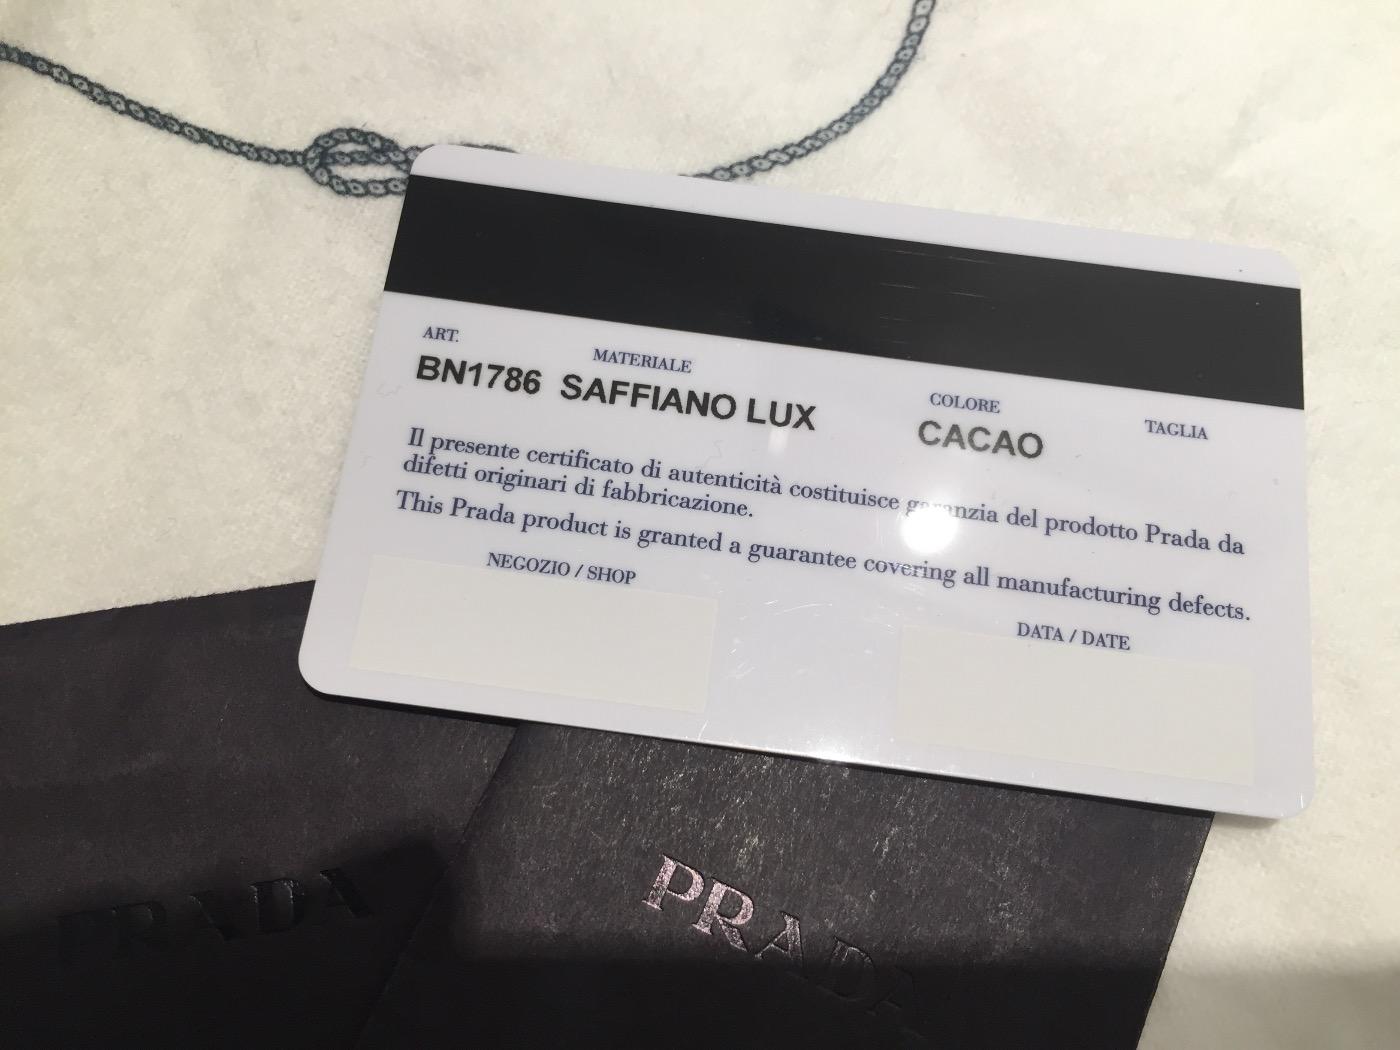 ART.
MATERIALE
COLORE
TAGLIA
BN1786 SAFFIANO LUX
CACAO
Il presente certificato di autenticità costituisce garanzia del prodotto Prada da
difetti originari di fabbricazione.
This Prada product is granted a guarantee covering all manufacturing defects.
NEGOZIO / SHOP
DATA / DATE
PRADA
PRADA